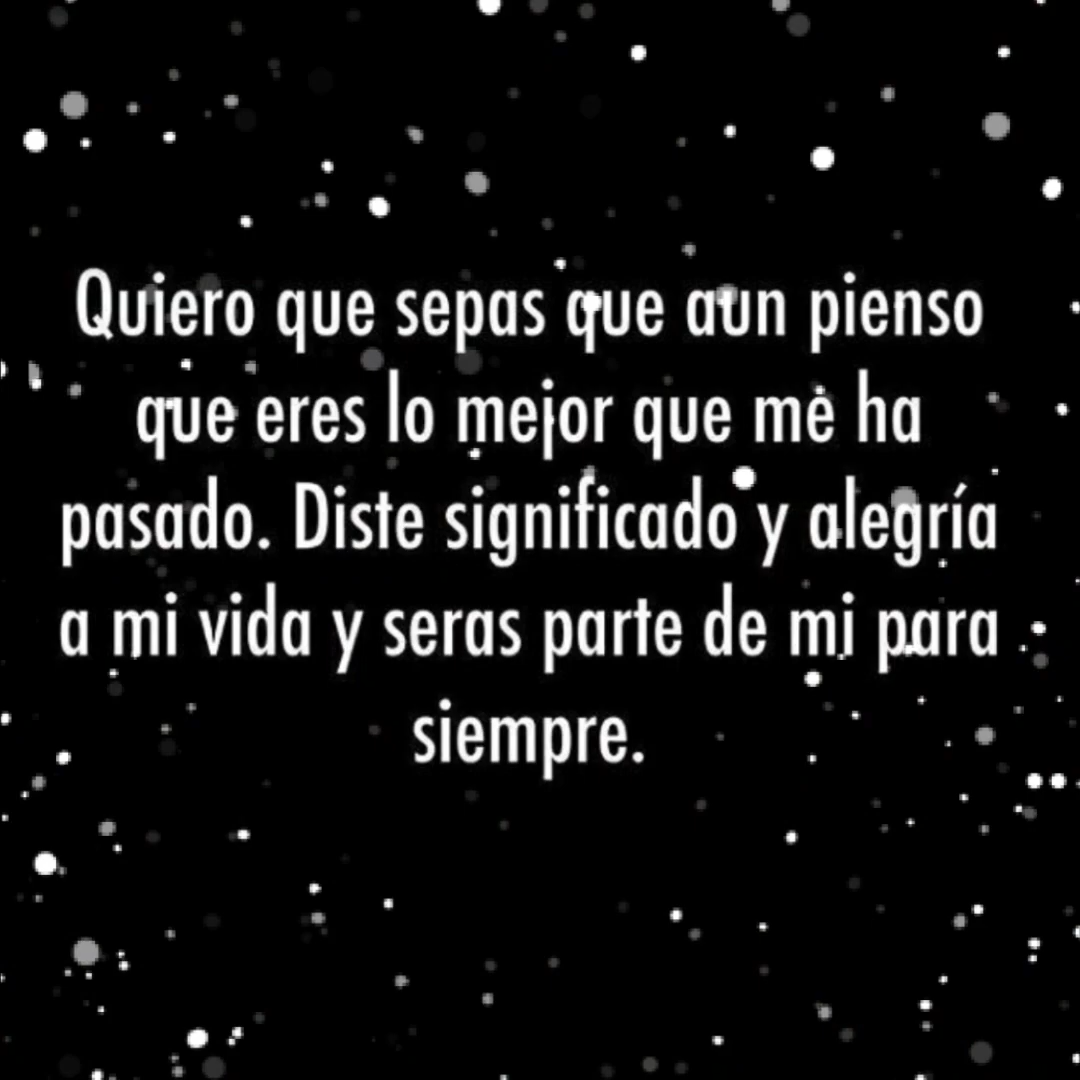 Quiero que sepas que aun pienso
que eres lo mejor que me ha
pasado. Diste significado y alegría
a mi vida y seras parte de mi para
siempre.